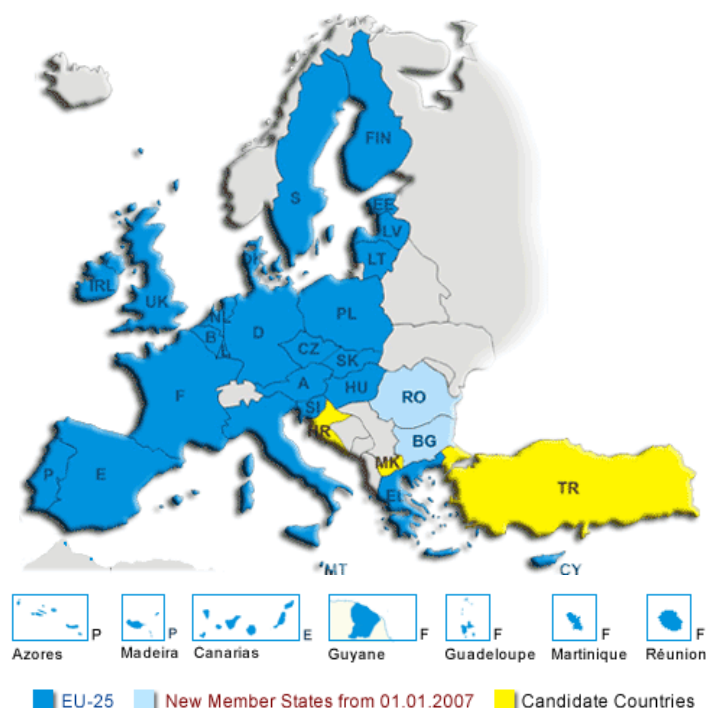 FIN
S
EE
LV
DK
LT
IRL
UK
NL
PL
B
D
L
CZ
SK
A
HU
F
RO
SI
HR
BG
MK
P
E
TR
EL
MT
CY
P
P
E
F
F
F
F
Azores
Madeira
Canarias
Guyane
Guadeloupe
Martinique
Réunion
EU-25
New Member States from 01.01.2007
Candidate Countries